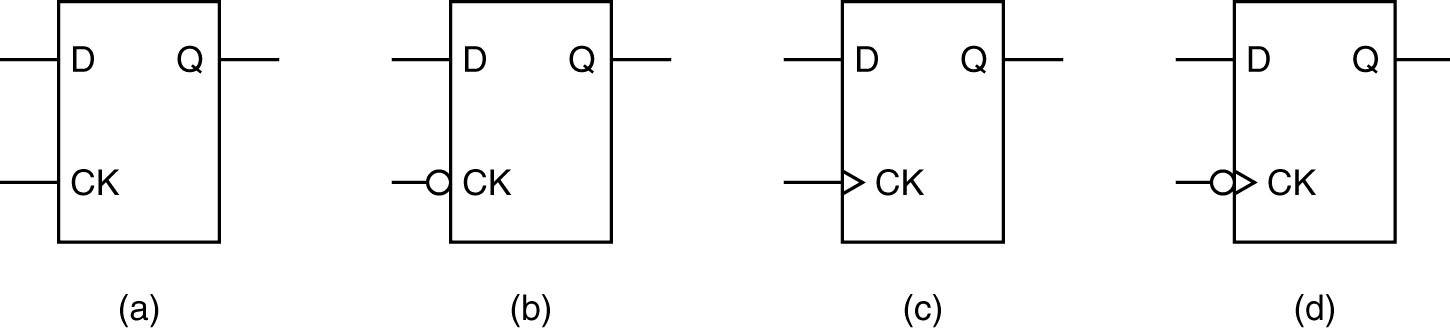 D Q D Q D Q D Q
CK CK CK CK
(a) (b) (c) (d)